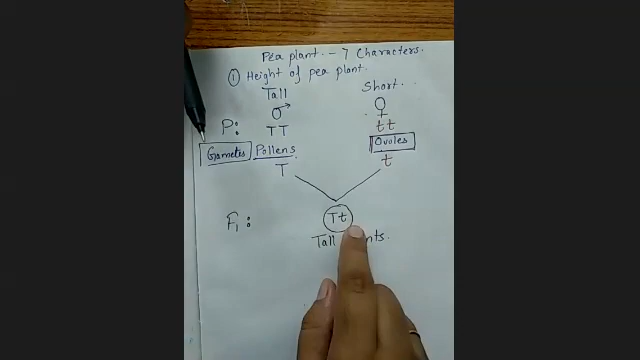 Pea plant. - 7 Characters.
① Height of pea plant.
Tall Short..
P: ♂ ♀
TT tt
Gametes Pollens. Ovules
T t
F₁: Tt
Tall